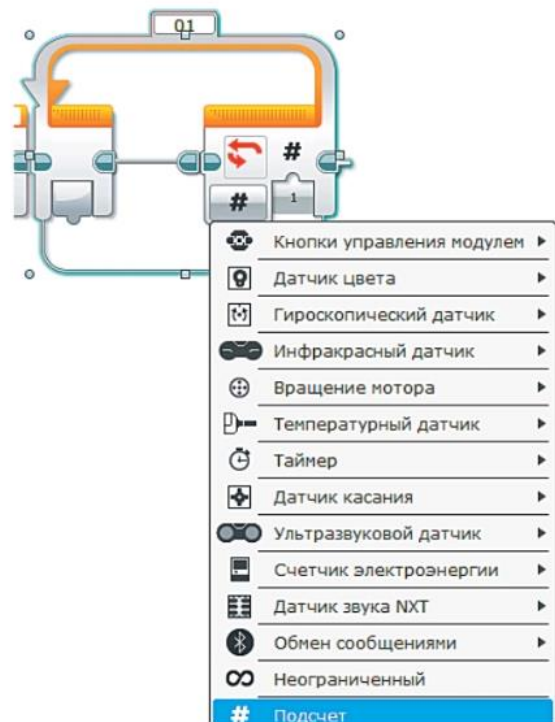 01
#
#
1
Кнопки управления модулем
Датчик цвета
Гироскопический датчик
Инфракрасный датчик
Вращение мотора
Температурный датчик
Таймер
Датчик касания
Ультразвуковой датчик
Счетчик электроэнергии
Датчик звука NXT
Обмен сообщениями
Неограниченный
# Подсчет